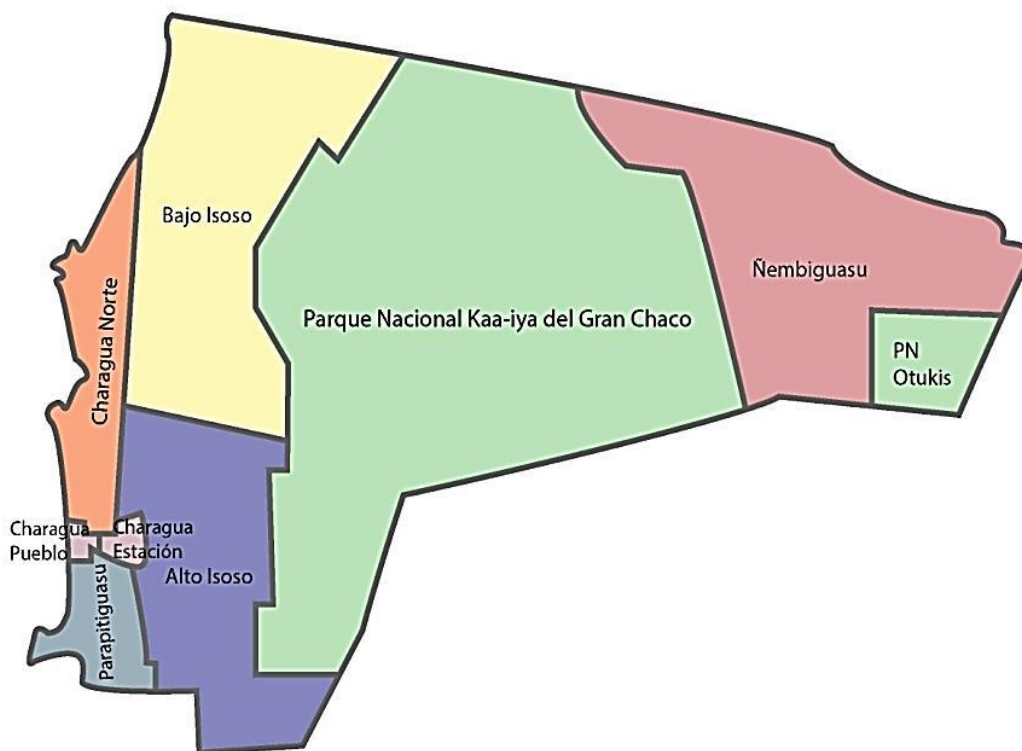 Bajo Isoso
Ñembiguasu
Parque Nacional Kaa-iya del Gran Chaco
PN
Otukis
Charagua Norte
Charagua
Pueblo
Charagua
Estación
Alto Isoso
Parapitiguasu